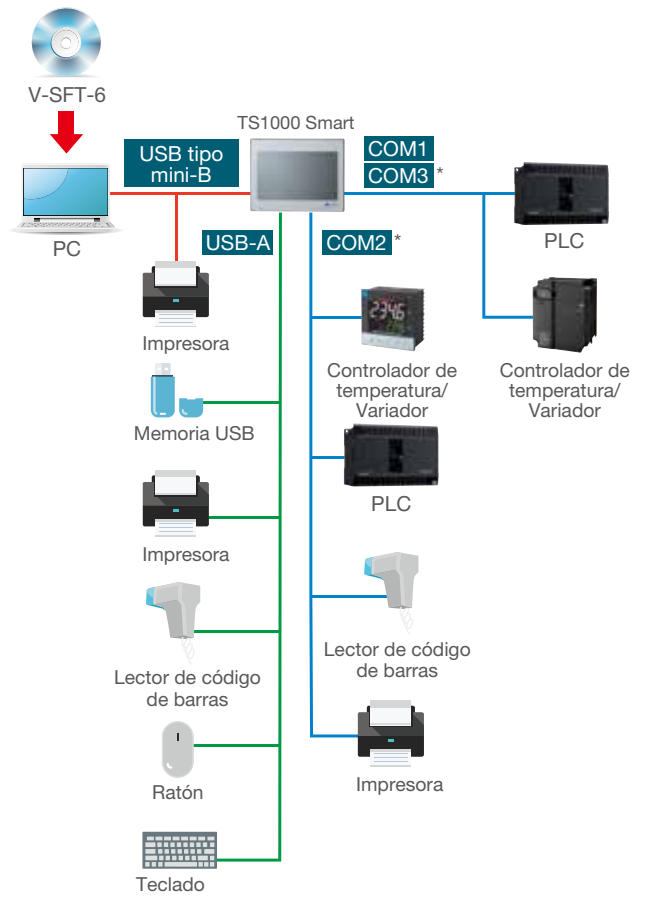 V-SFT-6
TS1000 Smart
USB tipo
mini-B
COM1
COM3 *
PC
PLC
USB-A
COM2 *
Impresora
Controlador de
temperatura/
Variador
Controlador de
temperatura/
Variador
Memoria USB
PLC
Impresora
Lector de código
de barras
Lector de código
de barras
Ratón
Impresora
Teclado